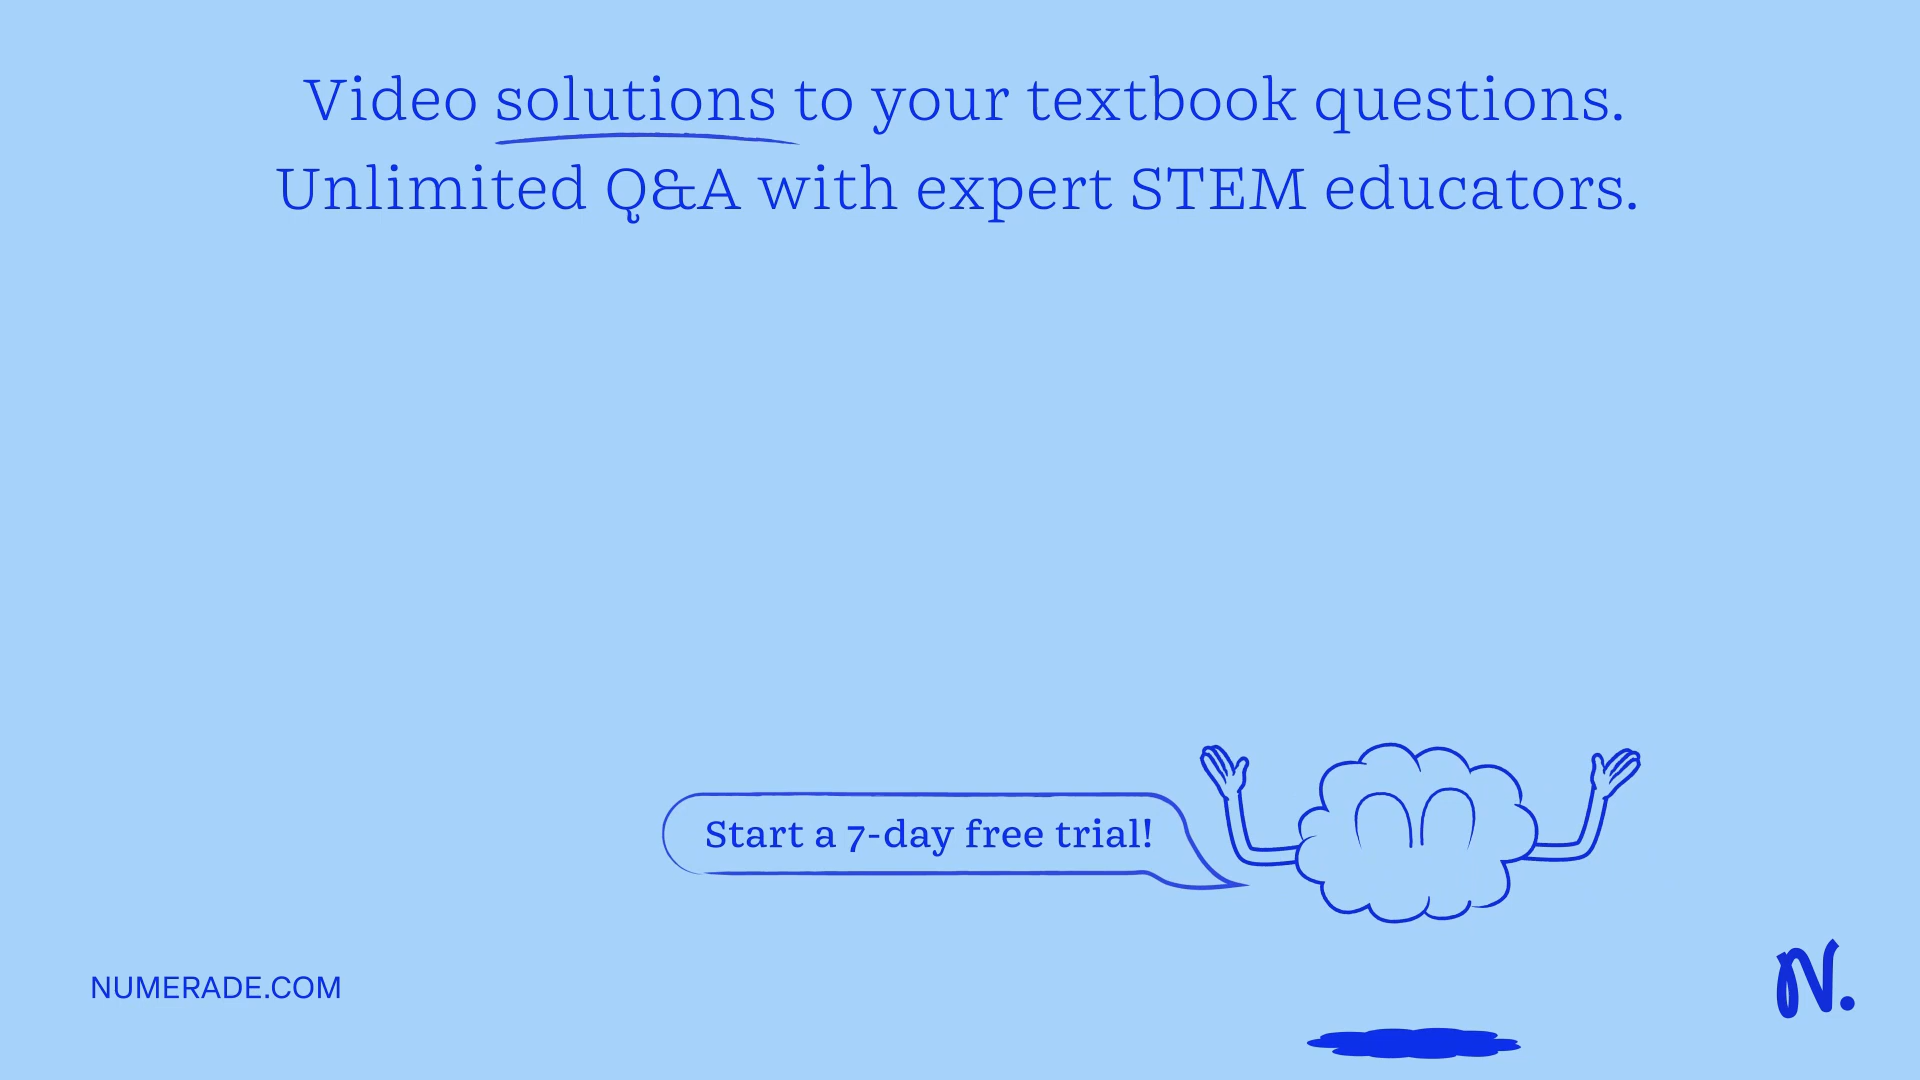 Video solutions to your textbook questions.
Unlimited Q&A with expert STEM educators.
Start a 7-day free trial!
NUMERADE.COM
N.